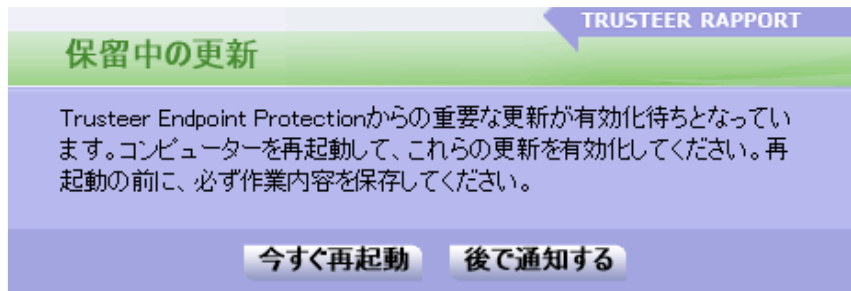 TRUSTEER RAPPORT
保留中の更新
Trusteer Endpoint Protectionからの重要な更新が有効化待ちとなってい
ます。コンピューターを再起動して、これらの更新を有効化してください。再
起動の前に、必ず作業内容を保存してください。
今すぐ再起動 後で通知する